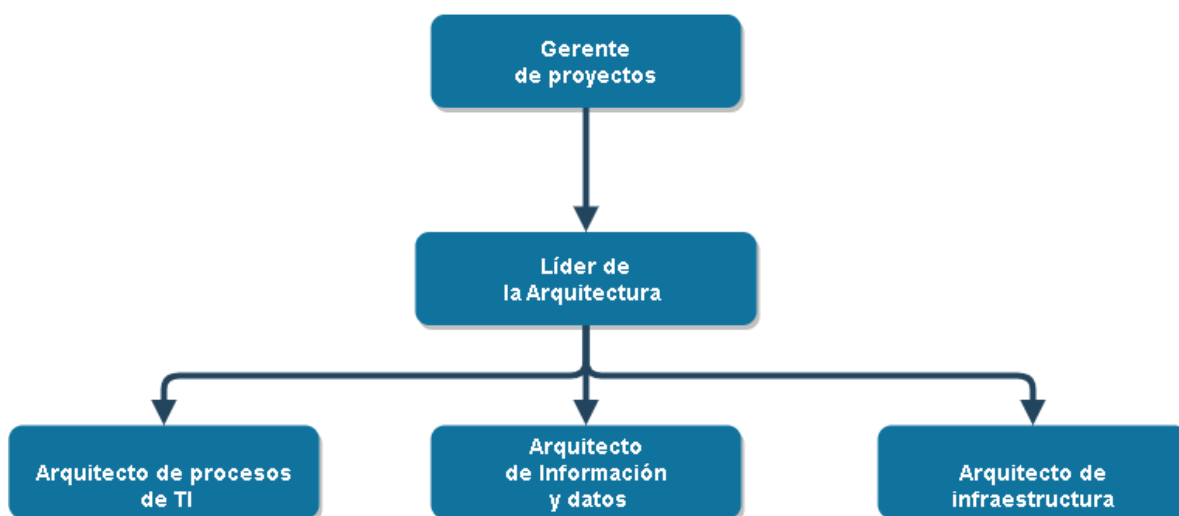 Gerente
de proyectos
Líder de
la Arquitectura
Arquitecto de procesos
de TI
Arquitecto
de Información
y datos
Arquitecto de
infraestructura